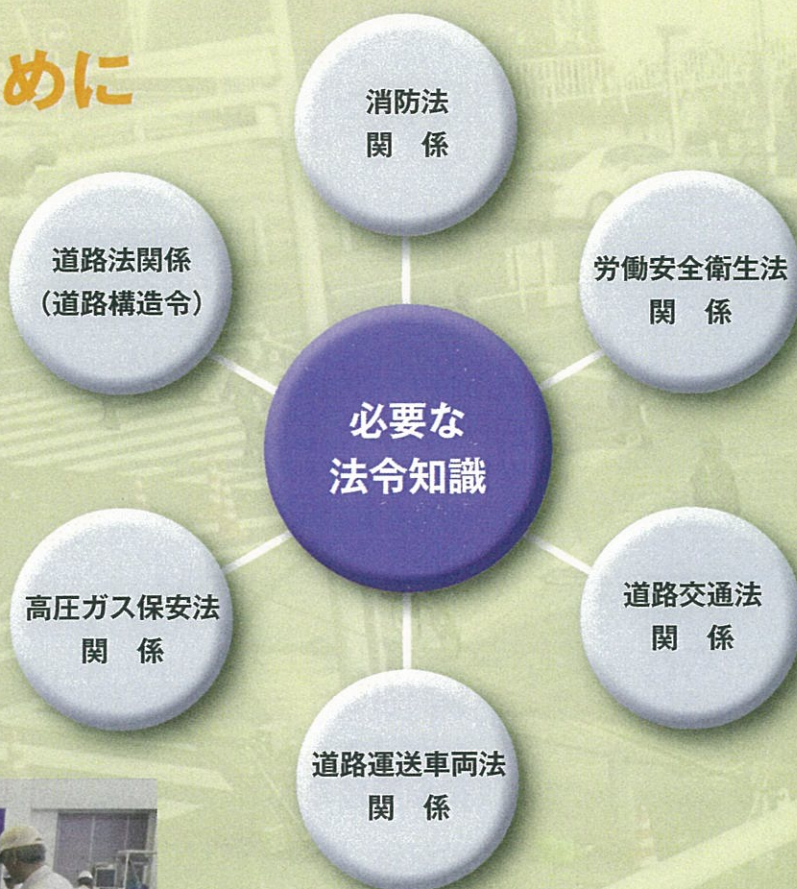 めに
消防法
関　係
道路法関係
（道路構造令）
労働安全衛生法
関　係
必要な
法令知識
高圧ガス保安法
関　係
道路交通法
関　係
道路運送車両法
関　係